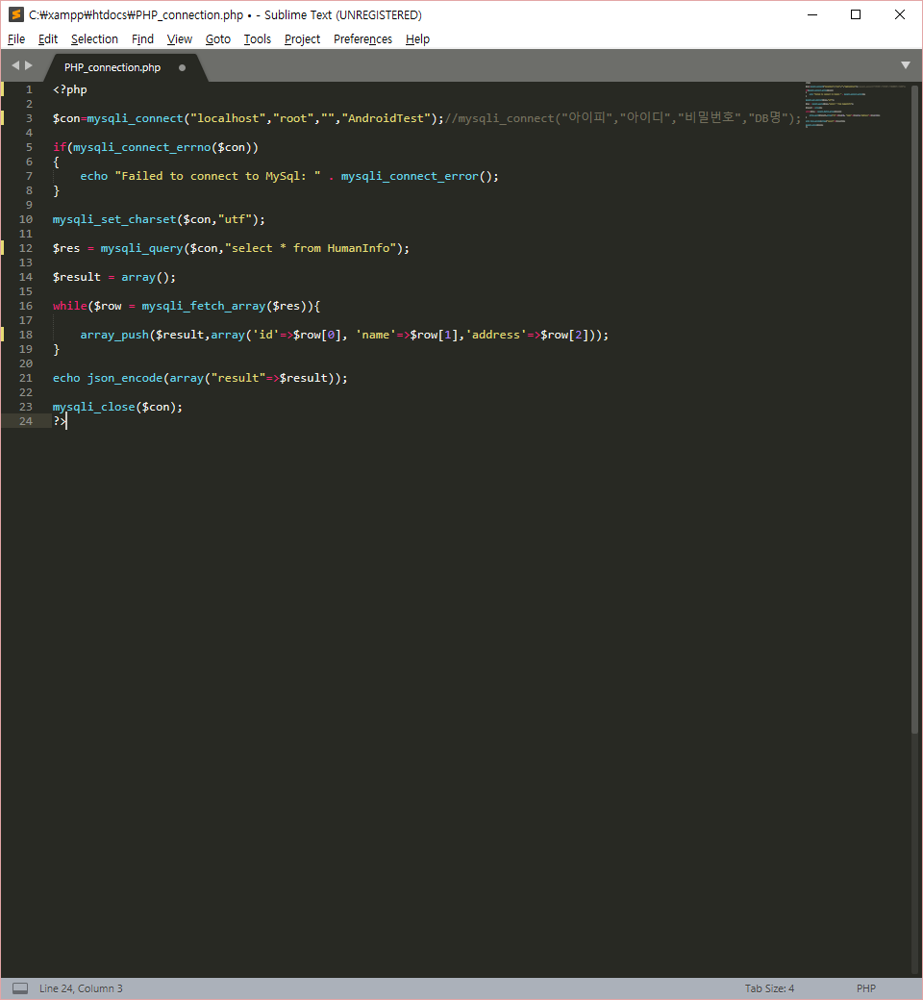 C:₩xampp₩htdocs₩PHP_connection.php • - Sublime Text (UNREGISTERED)
File Edit Selection Find View Goto Tools Project Preferences Help
PHP_connection.php
1 <?php
2
3 $con=mysqli_connect("localhost","root","","AndroidTest");//mysqli_connect("아이피","아이디","비밀번호","DB명");
4
5 if(mysqli_connect_errno($con))
6 {
7     echo "Failed to connect to MySql: " . mysqli_connect_error();
8 }
9
10 mysqli_set_charset($con,"utf");
11
12 $res = mysqli_query($con,"select * from HumanInfo");
13
14 $result = array();
15
16 while($row = mysqli_fetch_array($res)){
17
18     array_push($result,array('id'=>$row[0], 'name'=>$row[1],'address'=>$row[2]));
19 }
20
21 echo json_encode(array("result"=>$result));
22
23 mysqli_close($con);
24 ?>
Line 24, Column 3 Tab Size: 4 PHP